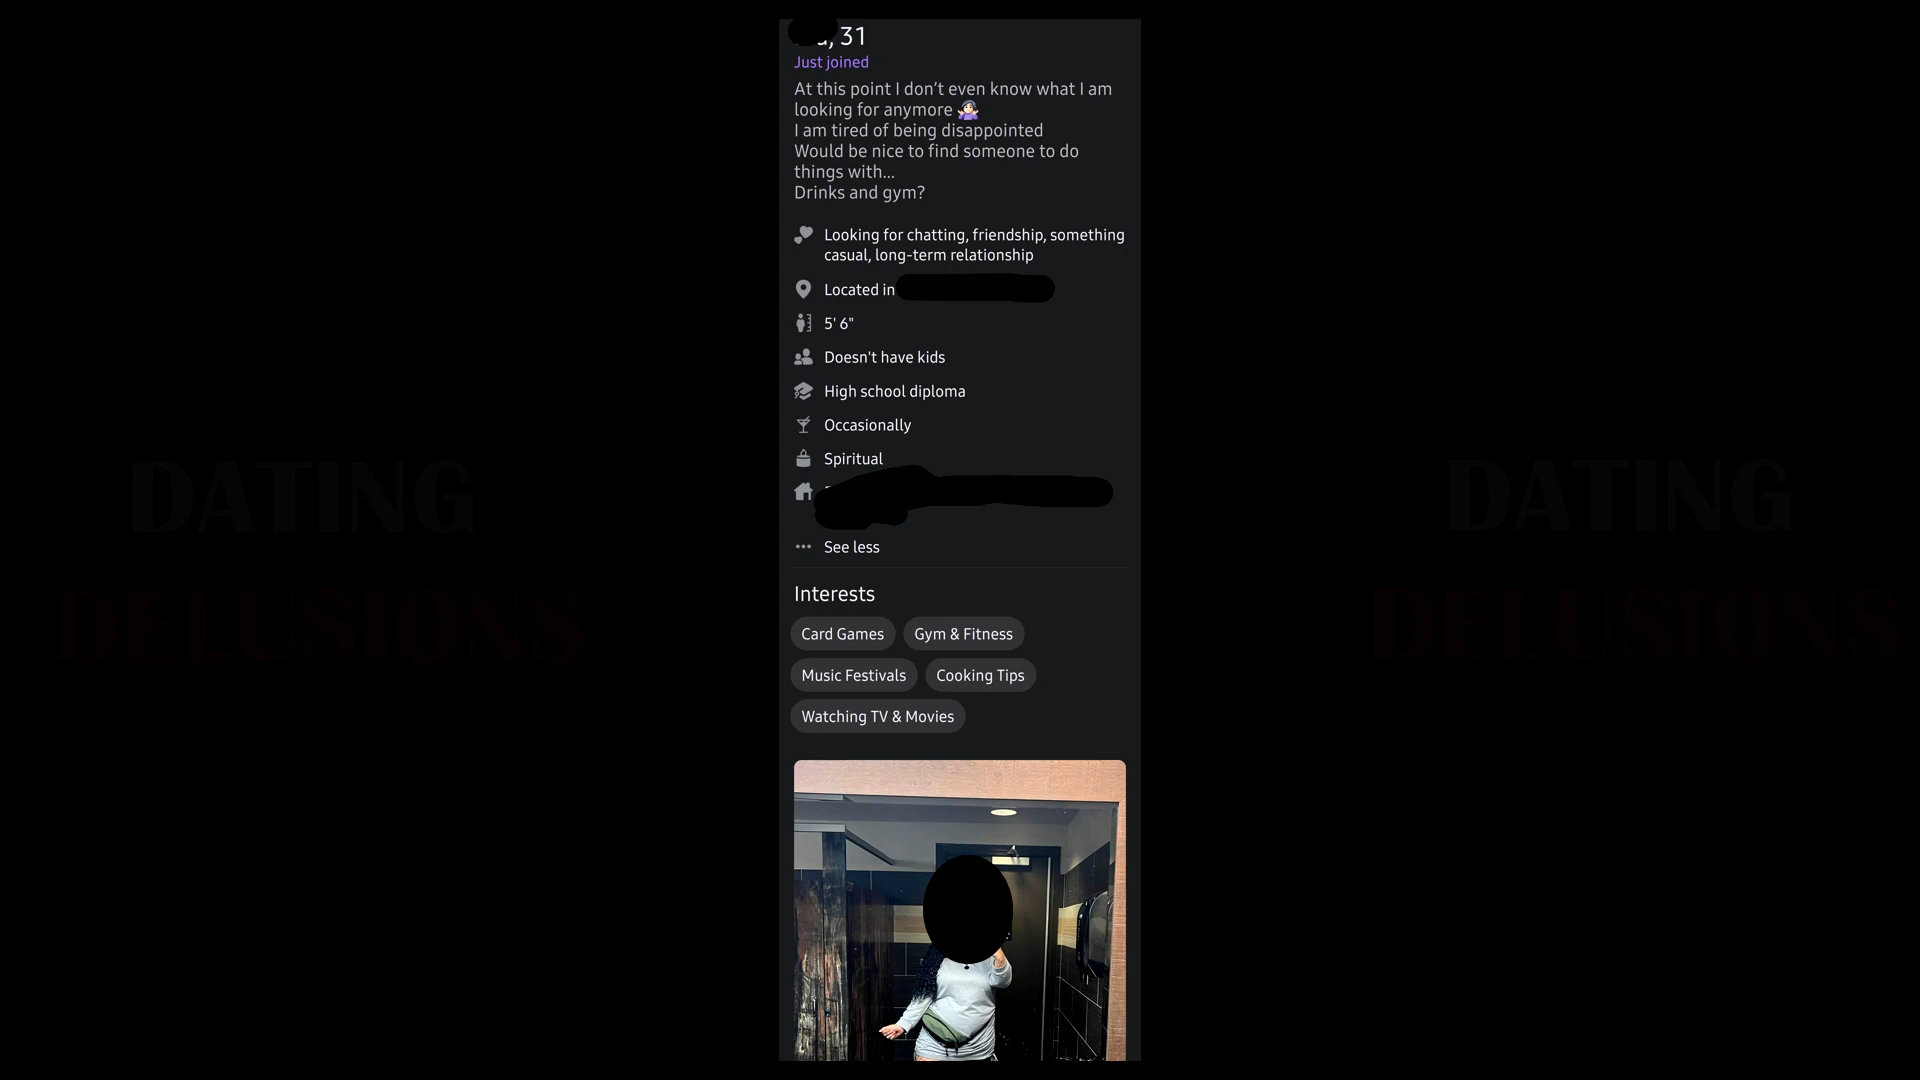 , 31
Just joined
At this point I don't even know what I am
looking for anymore 🤷🏻‍♀️
I am tired of being disappointed
Would be nice to find someone to do
things with...
Drinks and gym?
Looking for chatting, friendship, something
casual, long-term relationship
Located in
5' 6"
Doesn't have kids
High school diploma
Occasionally
Spiritual
See less
Interests
Card Games Gym & Fitness
Music Festivals Cooking Tips
Watching TV & Movies
DATING
DELUSIONS
DATING
DELUSIONS